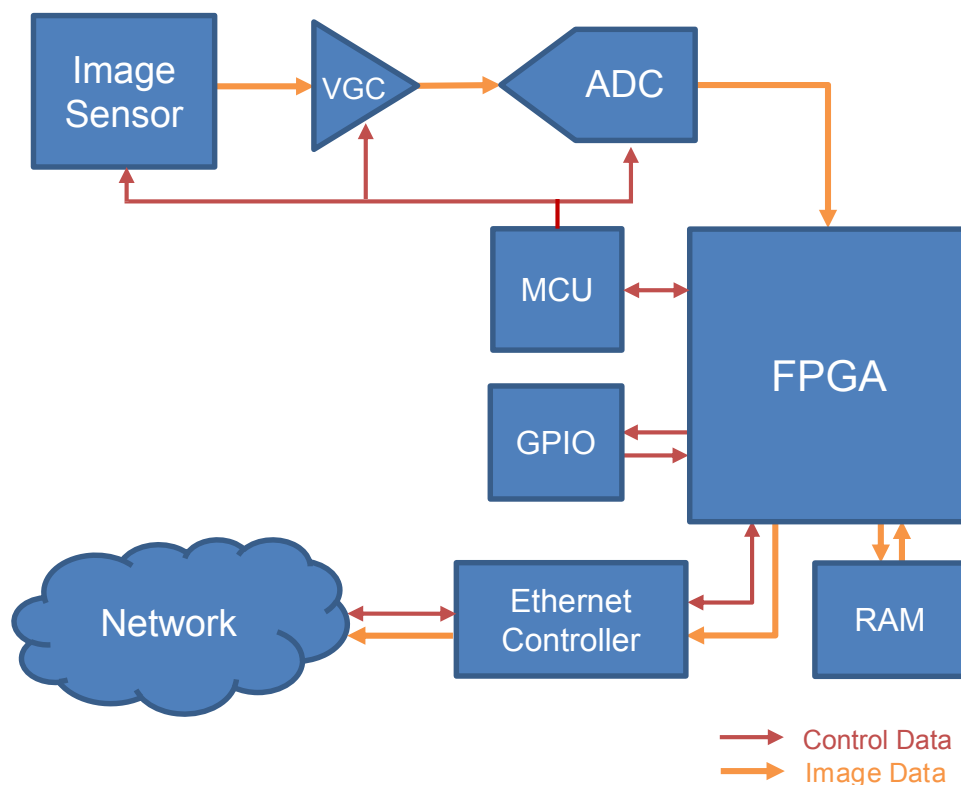 Image
Sensor
VGC
ADC
MCU
FPGA
GPIO
Ethernet
Controller
Network
RAM
Control Data
Image Data